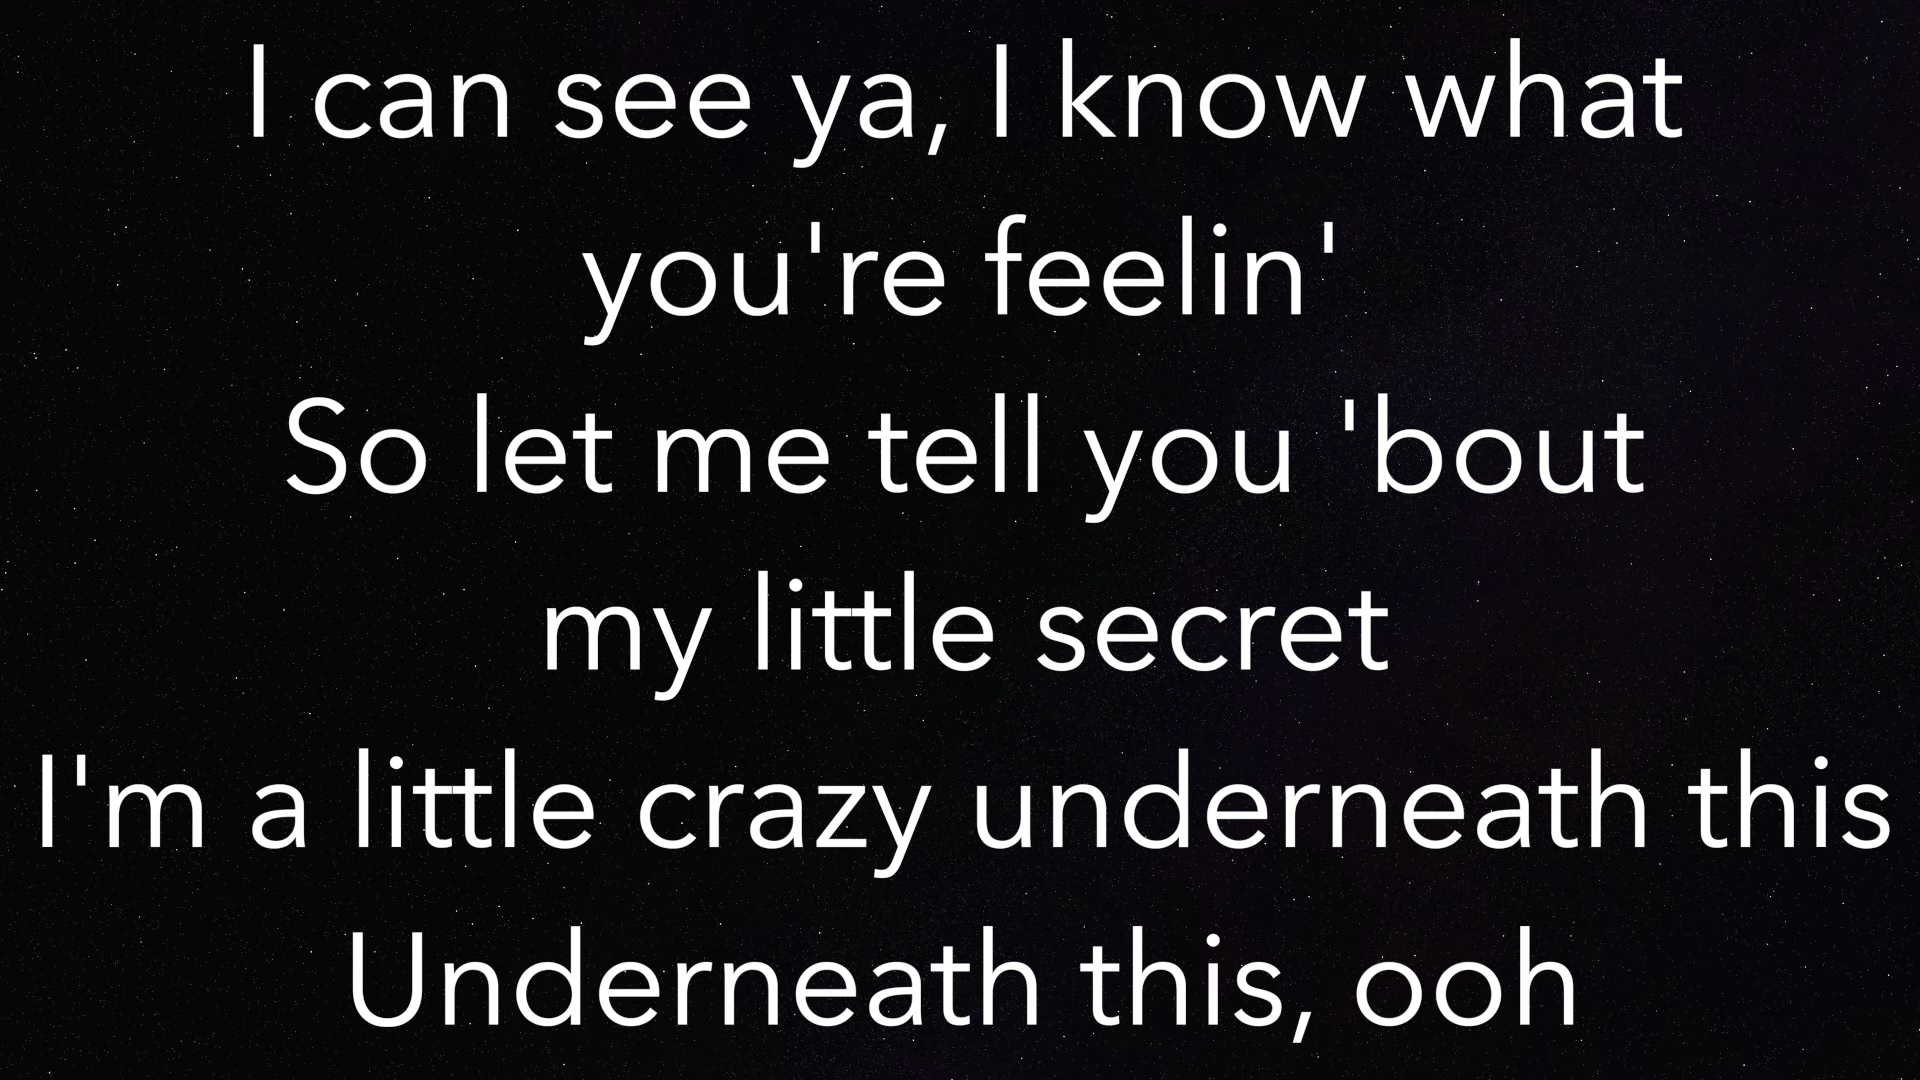 I can see ya, I know what
you're feelin'
So let me tell you 'bout
my little secret
I'm a little crazy underneath this
Underneath this, ooh